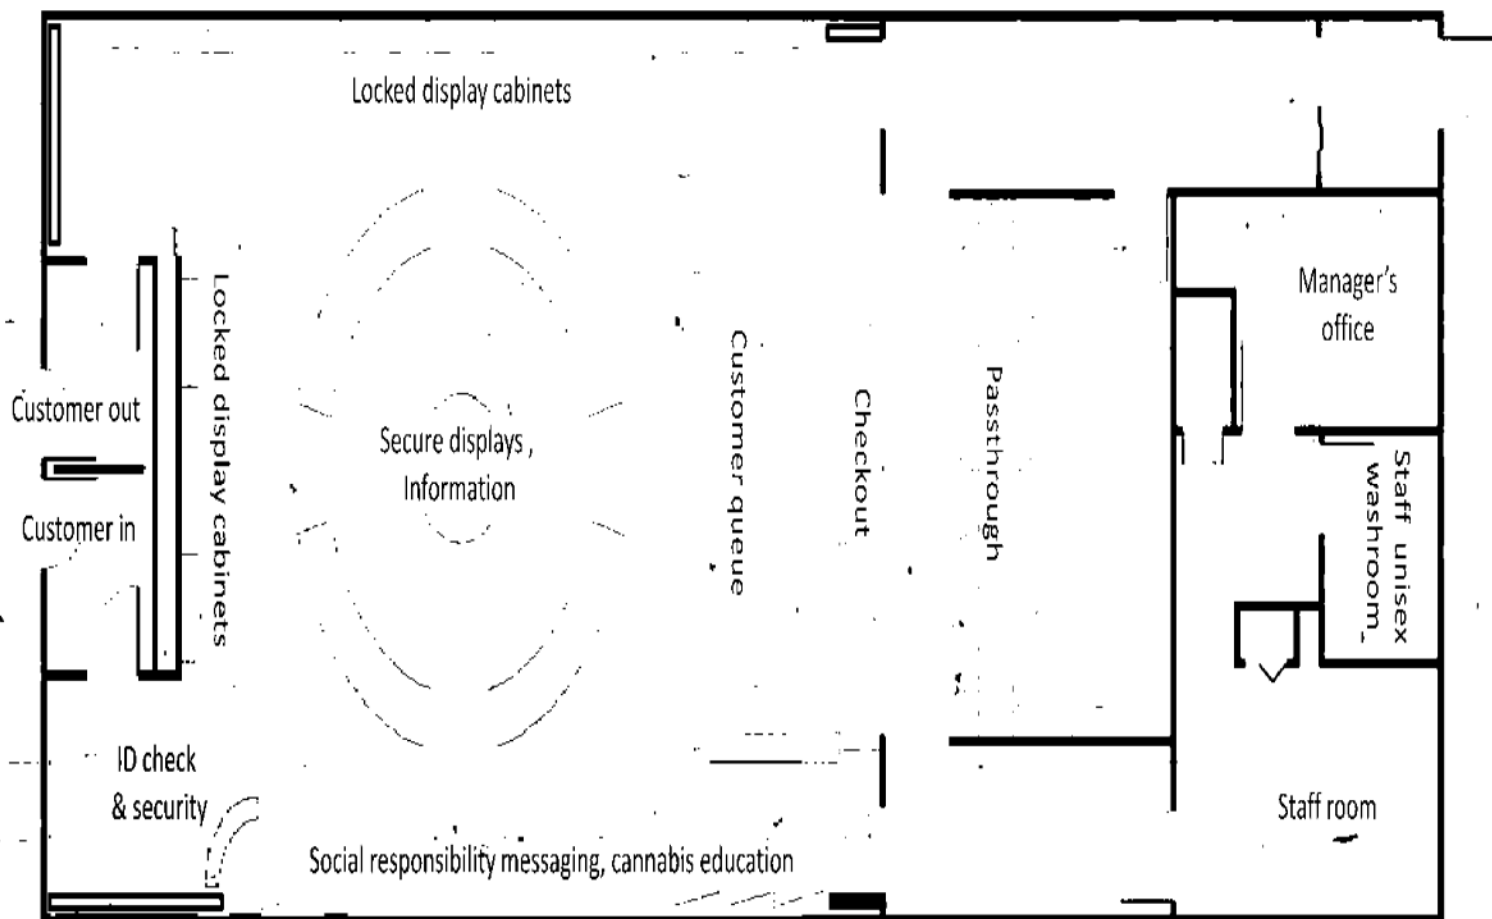 Locked display cabinets
Locked display cabinets
Customer out
Customer in
Secure displays ,
Information
Customer queue
Checkout
Passthrough
Manager's
office
Staff unisex
washroom
ID check
& security
Social responsibility messaging, cannabis education
Staff room